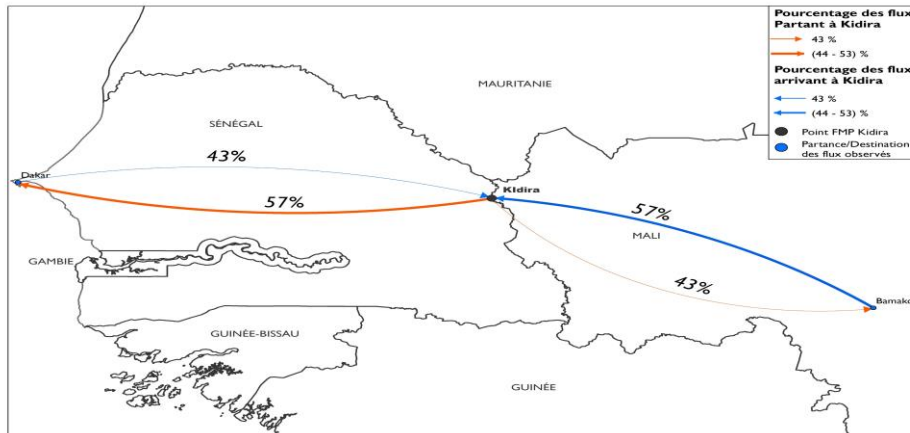 Pourcentage des flux
Partant à Kidira
43 %
(44 - 53) %
Pourcentage des flux
arrivant à Kidira
43 %
(44 - 53) %
Point FMP Kidira
Partance/Destination
des flux observés
MAURITANIE
SÉNÉGAL
43%
Dakar
KIdira
57%
57%
MALI
GAMBIE
43%
Bamako
GUINÉE-BISSAU
GUINÉE